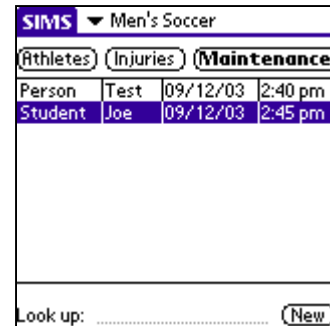 SIMS Men's Soccer
Athletes Injuries Maintenance
Person Test 09/12/03 2:40 pm
Student Joe 09/12/03 2:45 pm
Look up: New